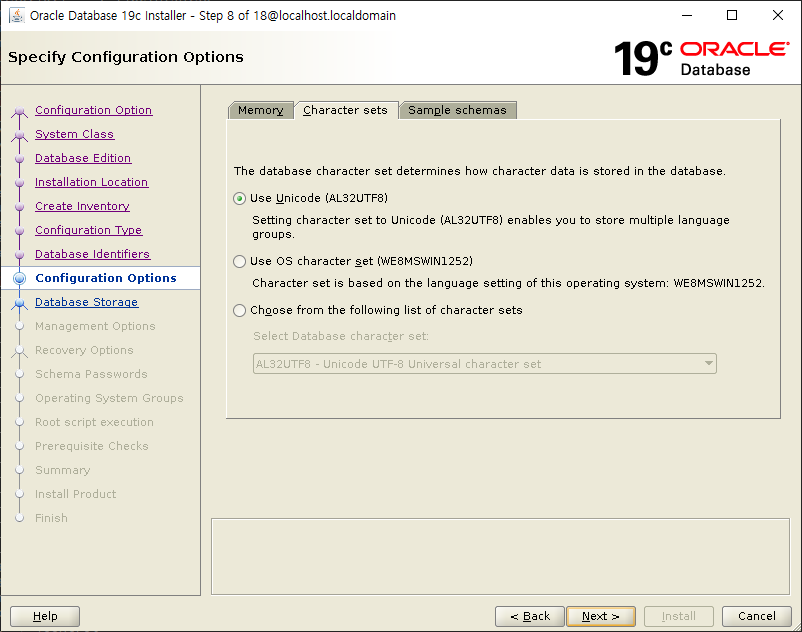 Oracle Database 19c Installer - Step 8 of 18@localhost.localdomain
Specify Configuration Options
19c ORACLE
Database
Configuration Option
System Class
Database Edition
Installation Location
Create Inventory
Configuration Type
Database Identifiers
Configuration Options
Database Storage
Management Options
Recovery Options
Schema Passwords
Operating System Groups
Root script execution
Prerequisite Checks
Summary
Install Product
Finish
Memory Character sets Sample schemas
The database character set determines how character data is stored in the database.
Use Unicode (AL32UTF8)
Setting character set to Unicode (AL32UTF8) enables you to store multiple language
groups.
Use OS character set (WE8MSWIN1252)
Character set is based on the language setting of this operating system: WE8MSWIN1252.
Choose from the following list of character sets
Select Database character set:
AL32UTF8 - Unicode UTF-8 Universal character set
Help < Back Next > Install Cancel